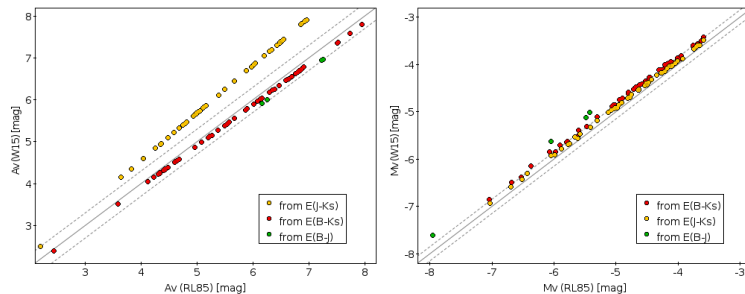 8
7
6
5
4
3
3
4
5
6
7
8
Av (W15) [mag]
Av (RL85) [mag]
from E(J-Ks)
from E(B-Ks)
from E(B-J)
-3
-4
-5
-6
-7
-8
-8
-7
-6
-5
-4
-3
Mv (W15) [mag]
Mv (RL85) [mag]
from E(B-Ks)
from E(J-Ks)
from E(B-J)